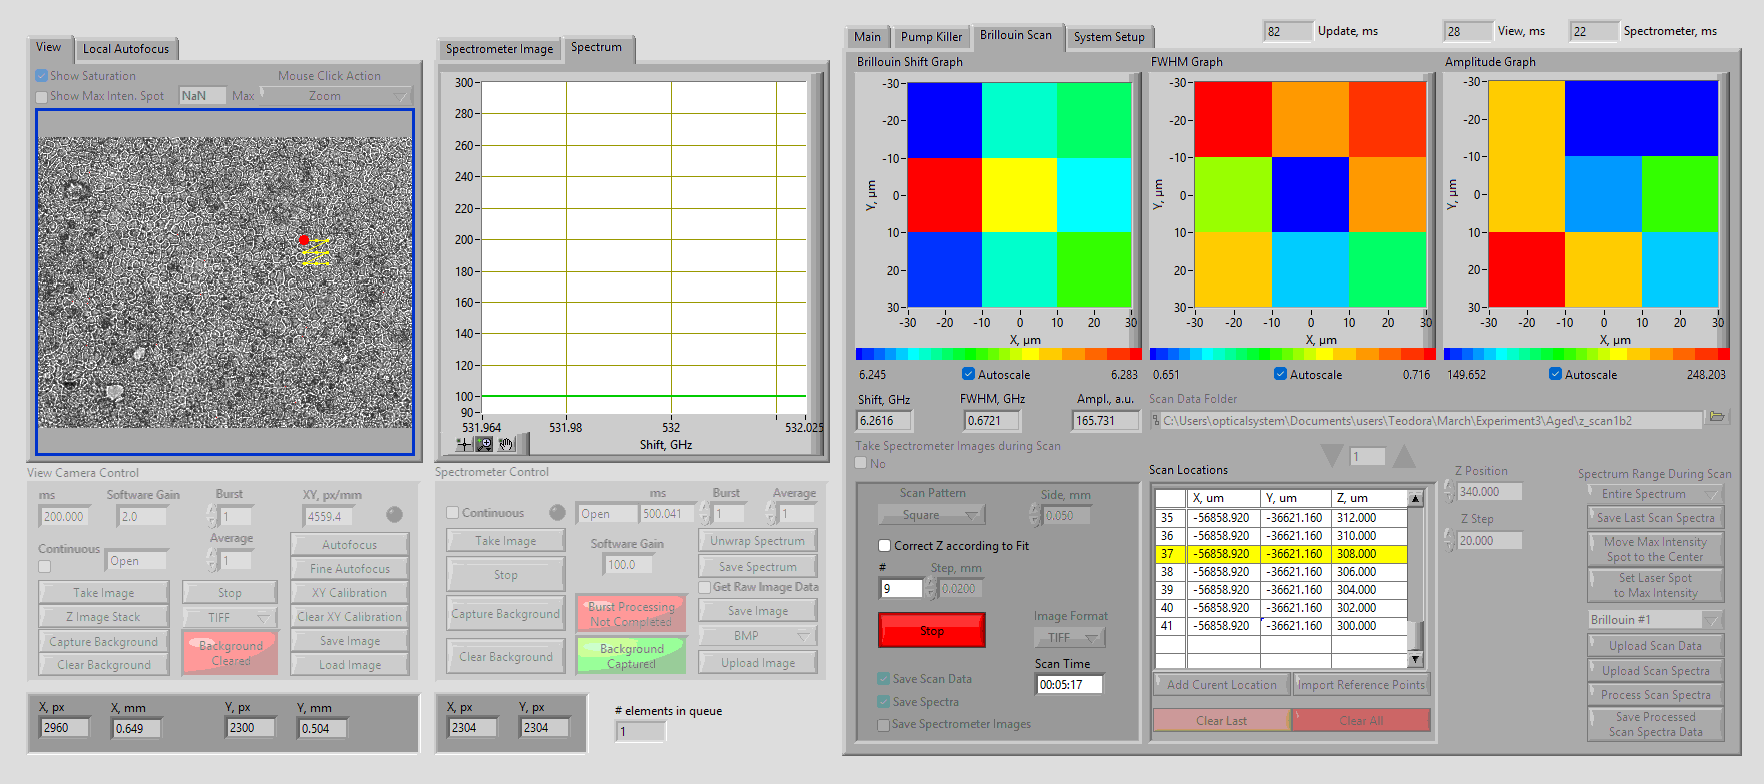 82 Update, ms 28 View, ms 22 Spectrometer, ms
View Local Autofocus
Show Saturation Mouse Click Action
Show Max Inten. Spot NaN Max Zoom
Spectrometer Image Spectrum
300
280
260
240
220
200
180
160
140
120
100
90
531.964 531.98 532 532.025
Shift, GHz
Main Pump Killer Brillouin Scan System Setup
Brillouin Shift Graph FWHM Graph Amplitude Graph
-30
-20
-10
0
10
20
30
Y, µm
-30 -20 -10 0 10 20 30
X, µm
-30
-20
-10
0
10
20
30
Y, µm
-30 -20 -10 0 10 20 30
X, µm
-30
-20
-10
0
10
20
30
Y, µm
-30 -20 -10 0 10 20 30
X, µm
6.245 Autoscale 6.283 0.651 Autoscale 0.716 149.652 Autoscale 248.203
Shift, GHz FWHM, GHz Ampl., a.u. Scan Data Folder
6.2616 0.6721 165.731 C:\Users\opticalsystem\Documents\users\Teodora\March\Experiment3\Aged\z_scan1b2
Take Spectrometer Images during Scan
No
1
View Camera Control
ms Software Gain Burst XY, px/mm
200.000 2.0 1 4559.4
Continuous Open Average 1
Autofocus
Fine Autofocus
Take Image Stop XY Calibration
Z Image Stack TIFF Clear XY Calibration
Capture Background Background Cleared Save Image
Clear Background Load Image
X, px X, mm Y, px Y, mm
2960 0.649 2300 0.504
Spectrometer Control
ms Burst Average
Continuous Open 500.041 1 1
Take Image Software Gain Unwrap Spectrum
Stop 100.0 Save Spectrum
Get Raw Image Data
Capture Background Burst Processing Save Image
Not Completed BMP
Clear Background Background Upload Image
Captured
X, px Y, px # elements in queue
2304 2304 1
Scan Pattern Side, mm
Square 0.050
Correct Z according to Fit
# Step, mm
9 0.0200
Stop Image Format
TIFF
Scan Time
Save Scan Data 00:05:17
Save Spectra
Save Spectrometer Images
Scan Locations
X, um Y, um Z, um
35 -56858.920 -36621.160 312.000
36 -56858.920 -36621.160 310.000
37 -56858.920 -36621.160 308.000
38 -56858.920 -36621.160 306.000
39 -56858.920 -36621.160 304.000
40 -56858.920 -36621.160 302.000
41 -56858.920 -36621.160 300.000
Add Curent Location Import Reference Points
Clear Last Clear All
Z Position
340.000
Z Step
20.000
Spectrum Range During Scan
Entire Spectrum
Save Last Scan Spectra
Move Max Intensity
Spot to the Center
Set Laser Spot
to Max Intensity
Brillouin #1
Upload Scan Data
Upload Scan Spectra
Process Scan Spectra
Save Processed
Scan Spectra Data